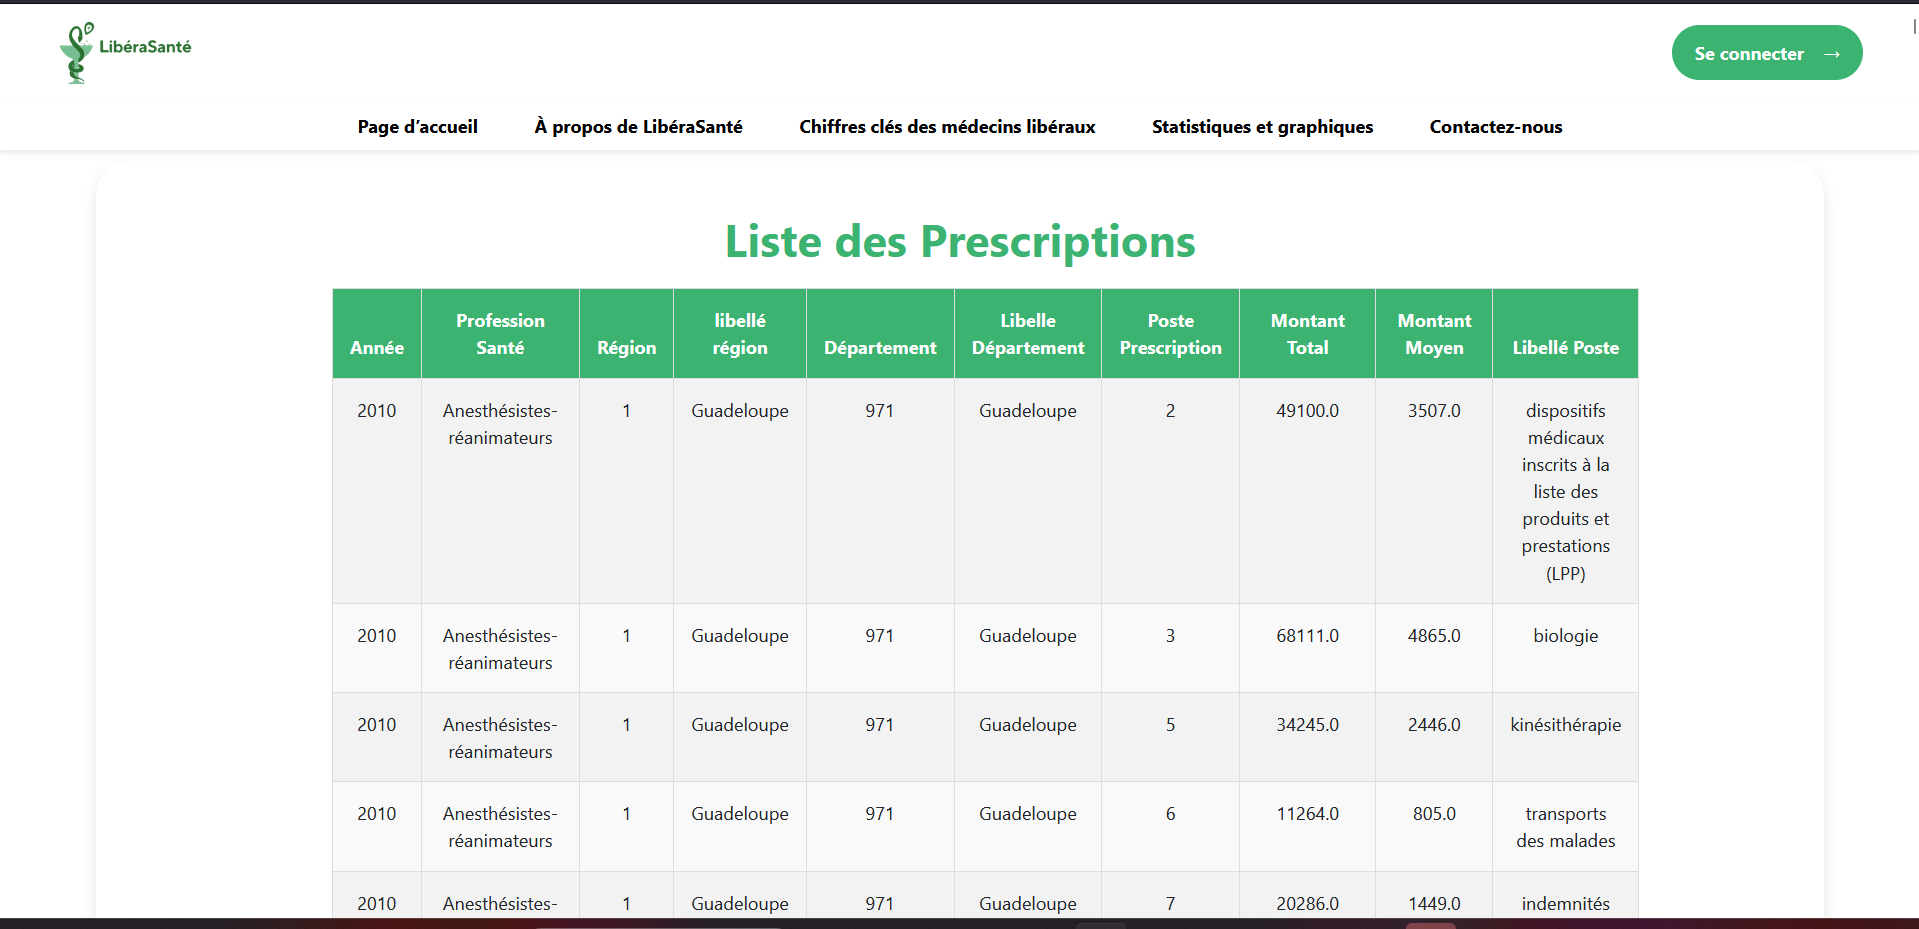 LibéraSanté
Se connecter →
Page d’accueil À propos de LibéraSanté Chiffres clés des médecins libéraux Statistiques et graphiques Contactez-nous
Liste des Prescriptions
Année Profession Santé Région libellé région Département Libelle Département Poste Prescription Montant Total Montant Moyen Libellé Poste
2010 Anesthésistes-réanimateurs 1 Guadeloupe 971 Guadeloupe 2 49100.0 3507.0 dispositifs médicaux inscrits à la liste des produits et prestations (LPP)
2010 Anesthésistes-réanimateurs 1 Guadeloupe 971 Guadeloupe 3 68111.0 4865.0 biologie
2010 Anesthésistes-réanimateurs 1 Guadeloupe 971 Guadeloupe 5 34245.0 2446.0 kinésithérapie
2010 Anesthésistes-réanimateurs 1 Guadeloupe 971 Guadeloupe 6 11264.0 805.0 transports des malades
2010 Anesthésistes- 1 Guadeloupe 971 Guadeloupe 7 20286.0 1449.0 indemnités